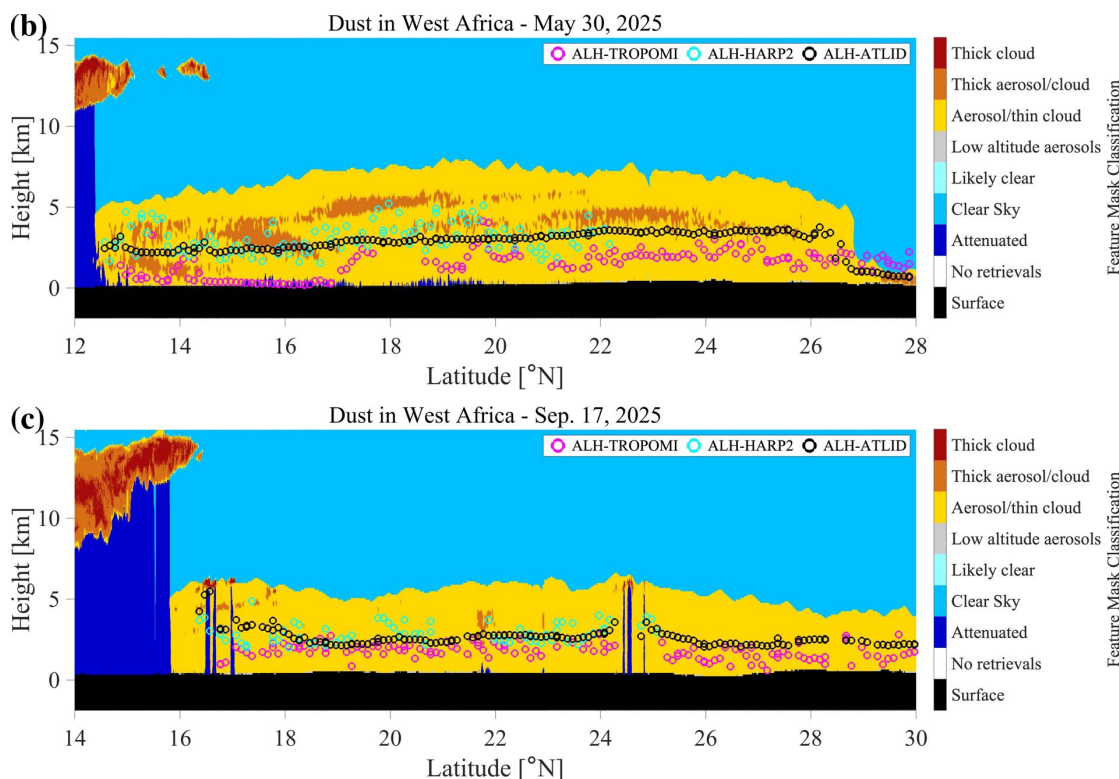 (b)
Dust in West Africa - May 30, 2025
ALH-TROPOMI ALH-HARP2 ALH-ATLID
15
10
5
0
Height [km]
12 14 16 18 20 22 24 26 28
Latitude [°N]
Thick cloud
Thick aerosol/cloud
Aerosol/thin cloud
Low altitude aerosols
Likely clear
Clear Sky
Attenuated
No retrievals
Surface
Feature Mask Classification
(c)
Dust in West Africa - Sep. 17, 2025
ALH-TROPOMI ALH-HARP2 ALH-ATLID
15
10
5
0
Height [km]
14 16 18 20 22 24 26 28 30
Latitude [°N]
Thick cloud
Thick aerosol/cloud
Aerosol/thin cloud
Low altitude aerosols
Likely clear
Clear Sky
Attenuated
No retrievals
Surface
Feature Mask Classification